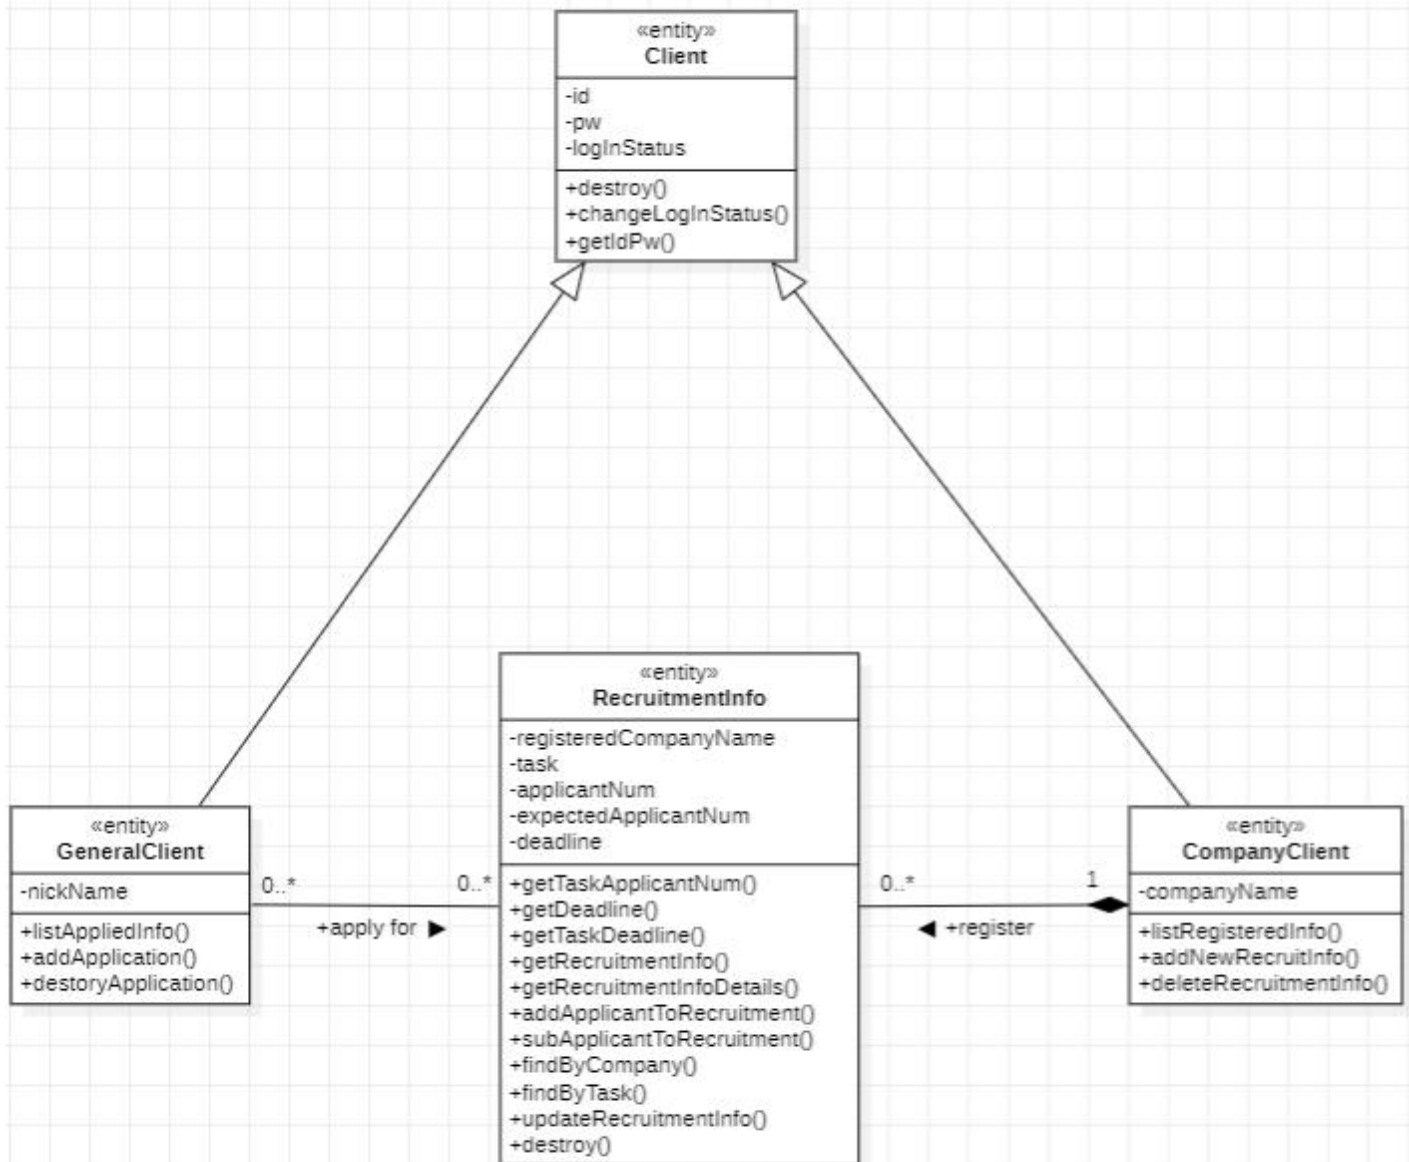 «entity»
Client
-id
-pw
-logInStatus
+destroy()
+changeLogInStatus()
+getIdPw()
«entity»
RecruitmentInfo
-registeredCompanyName
-task
-applicantNum
-expectedApplicantNum
-deadline
+getTaskApplicantNum()
+getDeadline()
+getTaskDeadline()
+getRecruitmentInfo()
+getRecruitmentInfoDetails()
+addApplicantToRecruitment()
+subApplicantToRecruitment()
+findByCompany()
+findByTask()
+updateRecruitmentInfo()
+destroy()
«entity»
GeneralClient
-nickName
+listAppliedInfo()
+addApplication()
+destoryApplication()
0..*
0..*
+apply for ▶
0..*
1
◀ +register
«entity»
CompanyClient
-companyName
+listRegisteredInfo()
+addNewRecruitInfo()
+deleteRecruitmentInfo()